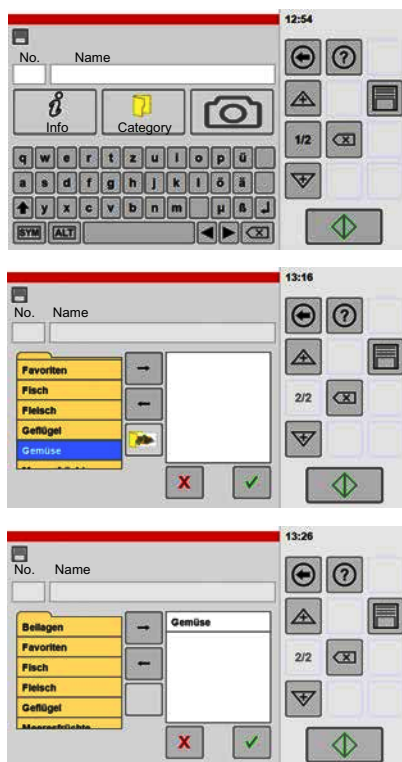 12:54
No. Name
Info Category
1/2
q w e r t z u i o p ü
a s d f g h j k l ö ä
y x c v b n m µ ß
SYM ALT
13:16
No. Name
Favoriten
Fisch
Fleisch
Geflügel
Gemüse
2/2
X
13:26
No. Name
Beilagen
Favoriten
Fisch
Fleisch
Geflügel
Meeresfrüchte
Gemüse
2/2
X